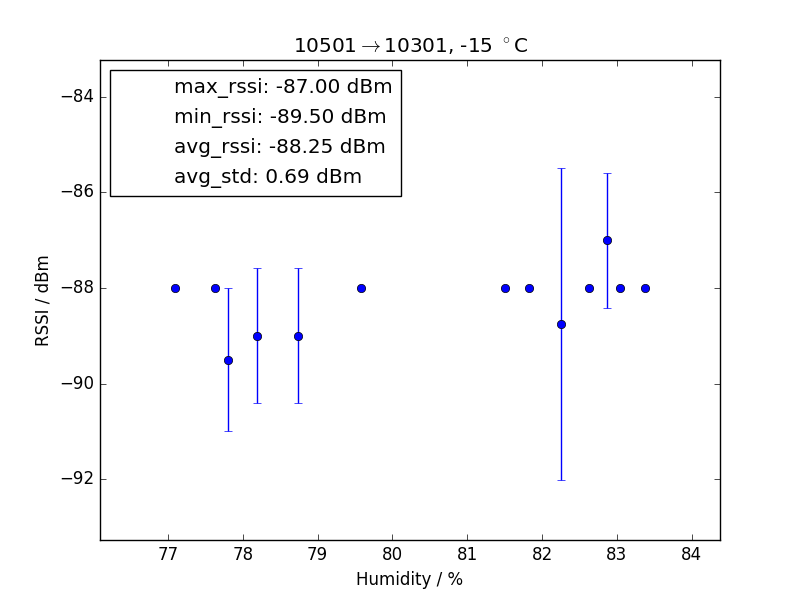 10501→10301, -15 °C
max_rssi: -87.00 dBm
min_rssi: -89.50 dBm
avg_rssi: -88.25 dBm
avg_std: 0.69 dBm
−84
−86
−88
−90
−92
RSSI / dBm
77 78 79 80 81 82 83 84
Humidity / %